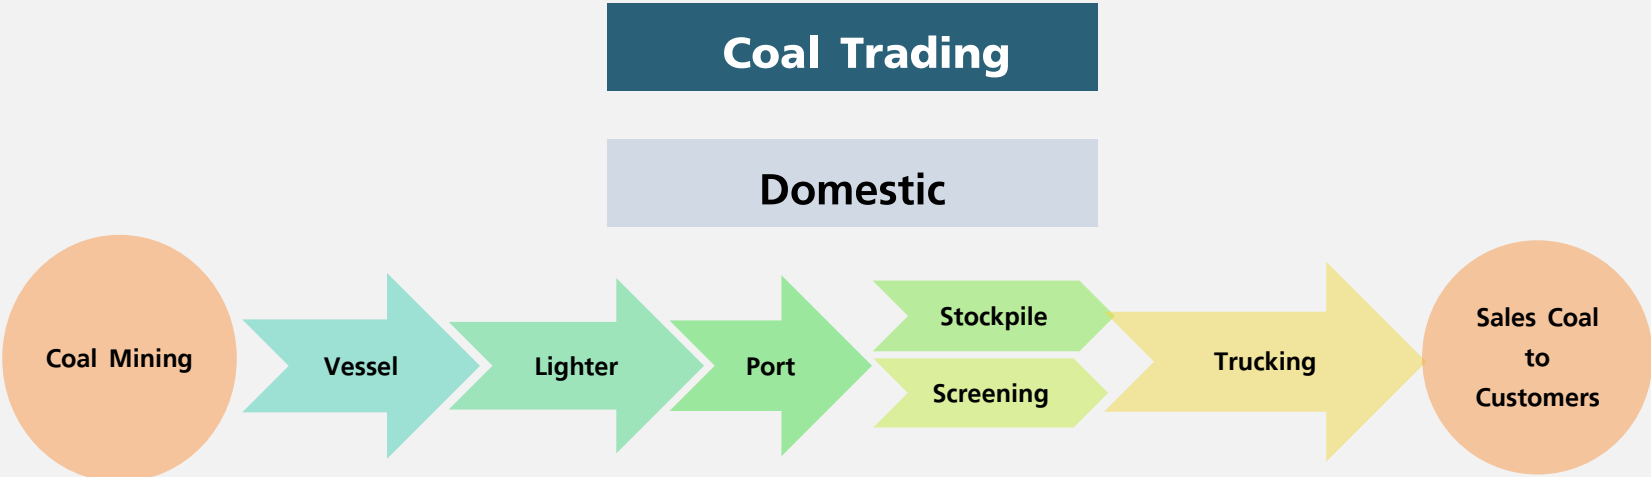 Coal Trading
Domestic
Coal Mining
Vessel
Lighter
Port
Stockpile
Screening
Trucking
Sales Coal
to
Customers